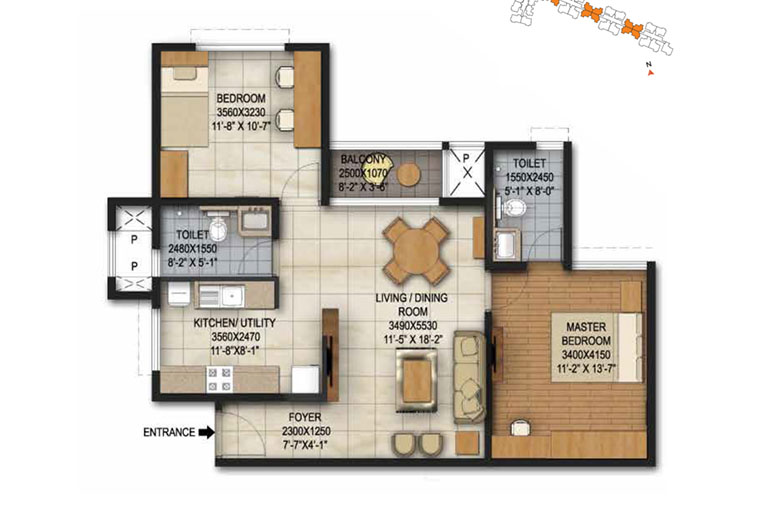 N
BEDROOM
3560X3230
11'-8" X 10'-7"
BALCONY
2500X1070
8'-2" X 3'-6"
P
TOILET
1550X2450
5'-1" X 8'-0"
P
P
TOILET
2480X1550
8'-2" X 5'-1"
LIVING / DINING
ROOM
3490X5530
11'-5" X 18'-2"
KITCHEN/ UTILITY
3560X2470
11'-8"X8'-1"
MASTER
BEDROOM
3400X4150
11'-2" X 13'-7"
ENTRANCE
FOYER
2300X1250
7'-7"X4'-1"